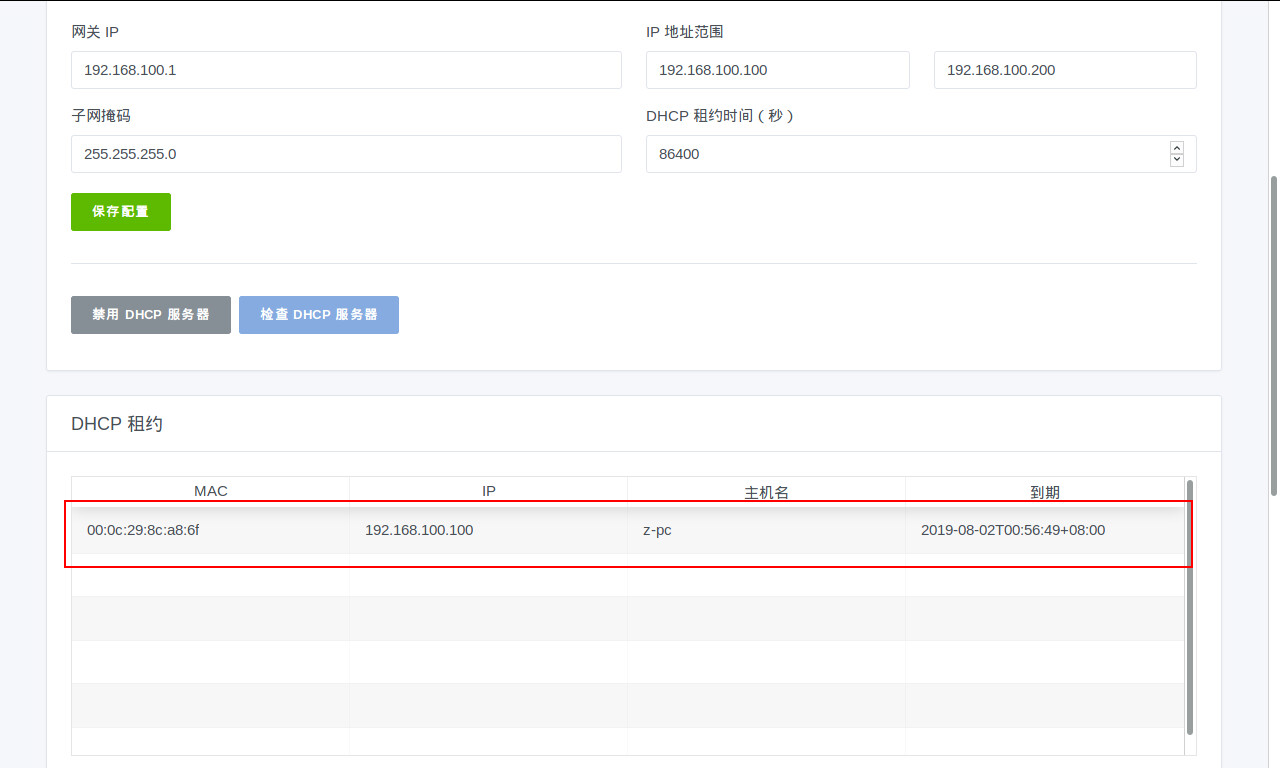 网关 IP
IP 地址范围
192.168.100.1
192.168.100.100
192.168.100.200
子网掩码
DHCP 租约时间（秒）
255.255.255.0
86400
保存配置
禁用 DHCP 服务器
检查 DHCP 服务器
DHCP 租约
MAC IP 主机名 到期
00:0c:29:8c:a8:6f 192.168.100.100 z-pc 2019-08-02T00:56:49+08:00